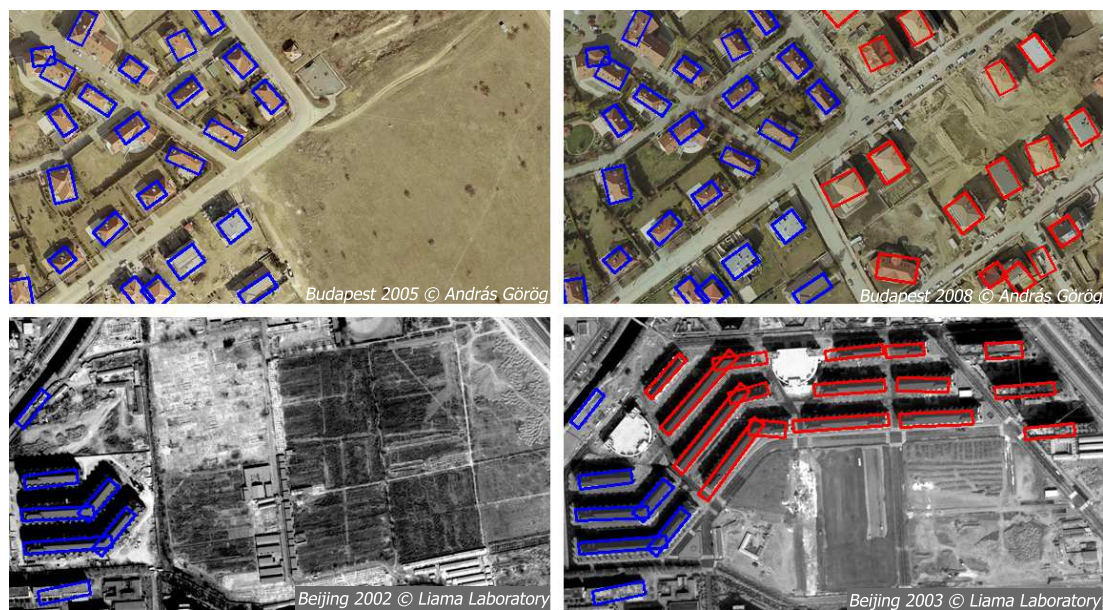 Budapest 2005 © András Görög
Budapest 2008 © András Görög
Beijing 2002 © Liama Laboratory
Beijing 2003 © Liama Laboratory